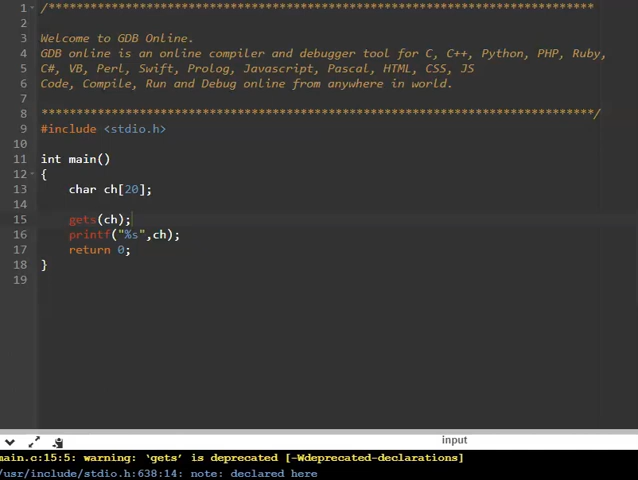 1 /******************************************************************************
2
3 Welcome to GDB Online.
4 GDB online is an online compiler and debugger tool for C, C++, Python, PHP, Ruby,
5 C#, VB, Perl, Swift, Prolog, Javascript, Pascal, HTML, CSS, JS
6 Code, Compile, Run and Debug online from anywhere in world.
7
8 *******************************************************************************/
9 #include <stdio.h>
10
11 int main()
12 {
13 char ch[20];
14
15 gets(ch);
16 printf("%s",ch);
17 return 0;
18 }
19
input
main.c:15:5: warning: ‘gets’ is deprecated [-Wdeprecated-declarations]
/usr/include/stdio.h:638:14: note: declared here